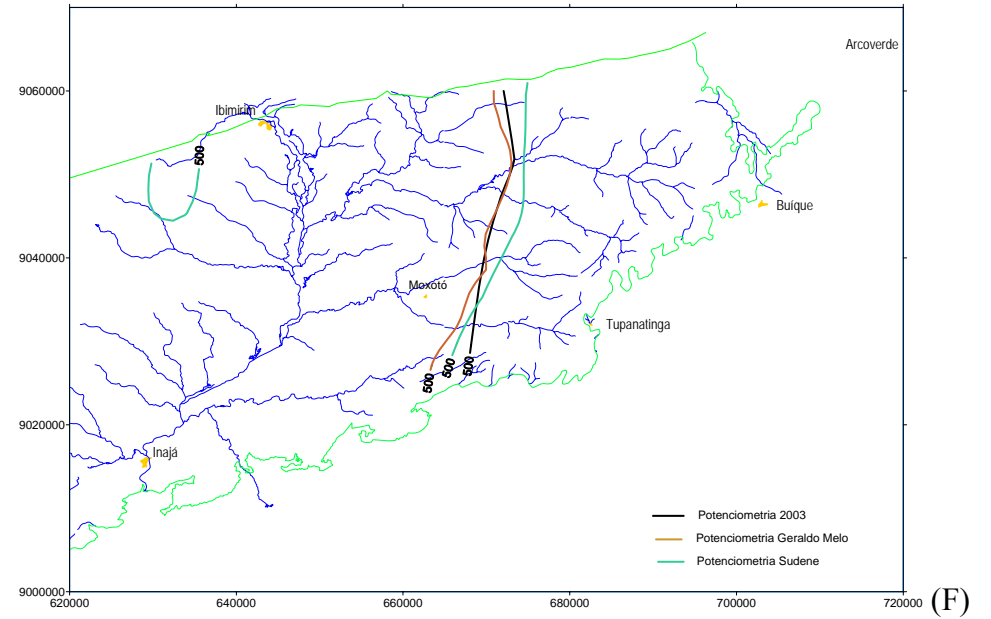 Arcoverde
9060000
Ibimirim
500
Buíque
9040000
Moxótó
Tupanatinga
500
500
500
9020000
Inajá
Potenciometria 2003
Potenciometria Geraldo Melo
Potenciometria Sudene
9000000
620000 640000 660000 680000 700000 720000
(F)